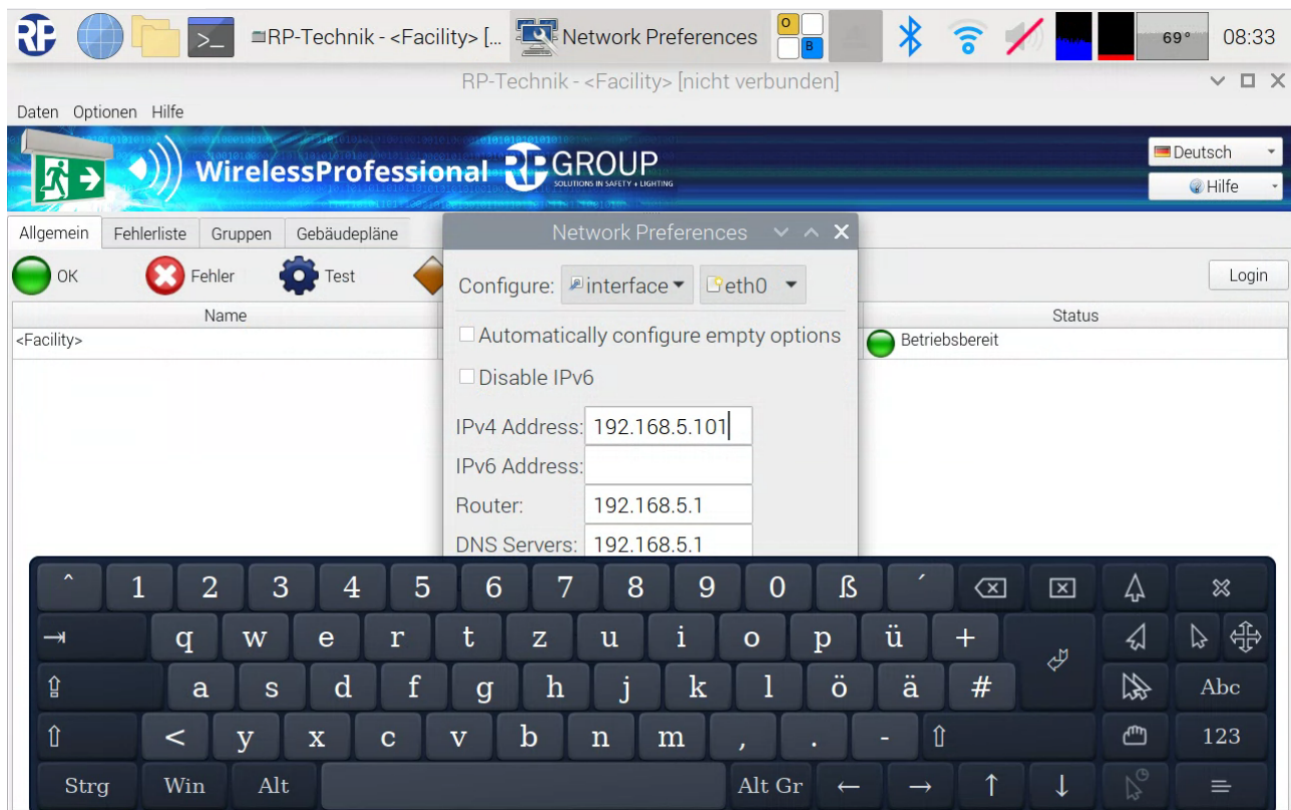 RP-Technik - <Facility> [... Network Preferences O B 69° 08:33
RP-Technik - <Facility> [nicht verbunden]
Daten Optionen Hilfe
WirelessProfessional RP GROUP
SOLUTIONS IN SAFETY + LIGHTING
Deutsch
Hilfe
Allgemein Fehlerliste Gruppen Gebäudepläne
Network Preferences
OK Fehler Test
Login
Configure: interface eth0
Name Status
<Facility> Betriebsbereit
Automatically configure empty options
Disable IPv6
IPv4 Address: 192.168.5.101
IPv6 Address:
Router: 192.168.5.1
DNS Servers: 192.168.5.1
^ 1 2 3 4 5 6 7 8 9 0 ß ´
q w e r t z u i o p ü +
a s d f g h j k l ö ä # Abc
< y x c v b n m , . - 123
Strg Win Alt Alt Gr ← → ↑ ↓